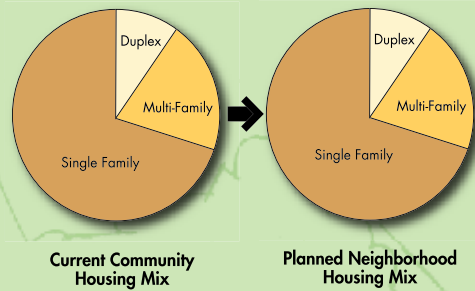 Duplex
Multi-Family
Single Family
Current Community
Housing Mix
Duplex
Multi-Family
Single Family
Planned Neighborhood
Housing Mix